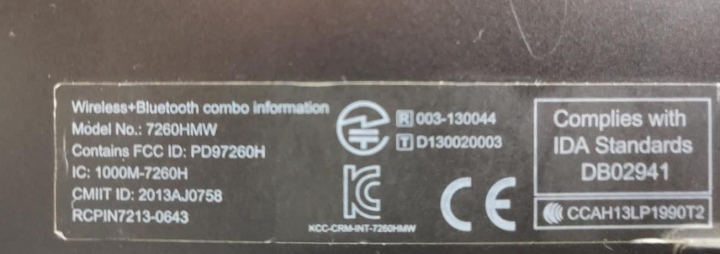 Wireless+Bluetooth combo information
Model No.: 7260HMW
Contains FCC ID: PD97260H
IC: 1000M-7260H
CMIIT ID: 2013AJ0758
RCPIN7213-0643
R 003-130044
T D130020003
KCC-CRM-INT-7260HMW
CE
Complies with
IDA Standards
DB02941
CCAH13LP1990T2